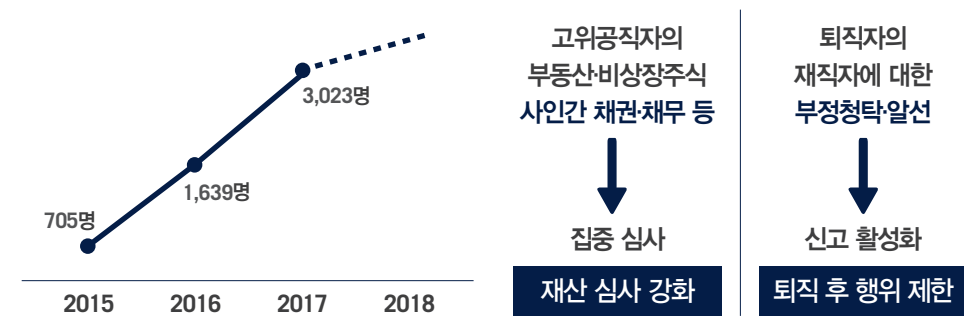 705명
1,639명
3,023명
2015 2016 2017 2018
고위공직자의
부동산·비상장주식
사인간 채권·채무 등
집중 심사
재산 심사 강화
퇴직자의
재직자에 대한
부정청탁·알선
신고 활성화
퇴직 후 행위 제한